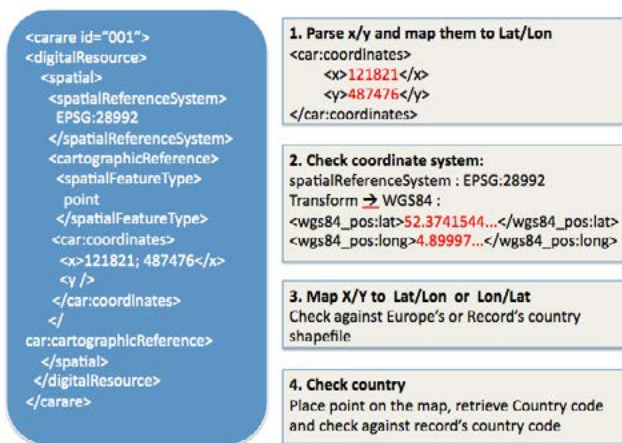 <carare id="001">
<digitalResource>
<spatial>
<spatialReferenceSystem>
EPSG:28992
</spatialReferenceSystem>
<cartographicReference>
<spatialFeatureType>
point
</spatialFeatureType>
<car:coordinates>
<x>121821; 487476</x>
<y />
</car:coordinates>
</
car:cartographicReference>
</spatial>
</digitalResource>
</carare>
1. Parse x/y and map them to Lat/Lon
<car:coordinates>
<x>121821</x>
<y>487476</y>
</car:coordinates>
2. Check coordinate system:
spatialReferenceSystem : EPSG:28992
Transform → WGS84 :
<wgs84_pos:lat>52.3741544...</wgs84_pos:lat>
<wgs84_pos:long>4.89997...</wgs84_pos:long>
3. Map X/Y to Lat/Lon or Lon/Lat
Check against Europe's or Record's country
shapefile
4. Check country
Place point on the map, retrieve Country code
and check against record's country code